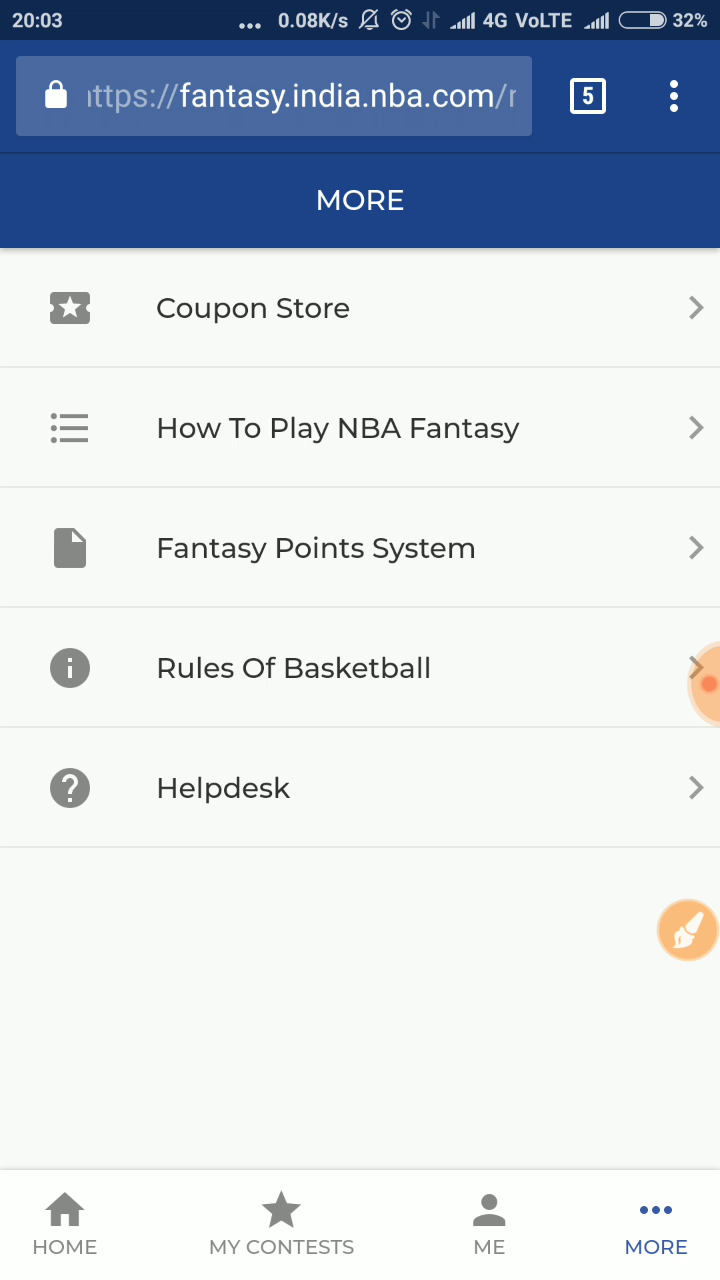 20:03 ... 0.08K/s 4G VoLTE 32%
https://fantasy.india.nba.com/r 5
MORE
Coupon Store
How To Play NBA Fantasy
Fantasy Points System
Rules Of Basketball
Helpdesk
HOME MY CONTESTS ME MORE